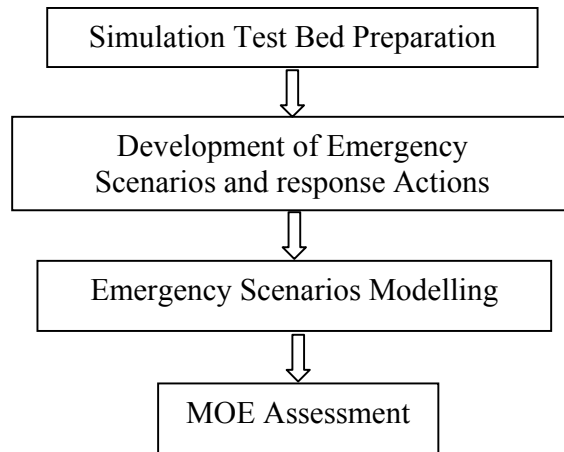 Simulation Test Bed Preparation
Development of Emergency
Scenarios and response Actions
Emergency Scenarios Modelling
MOE Assessment